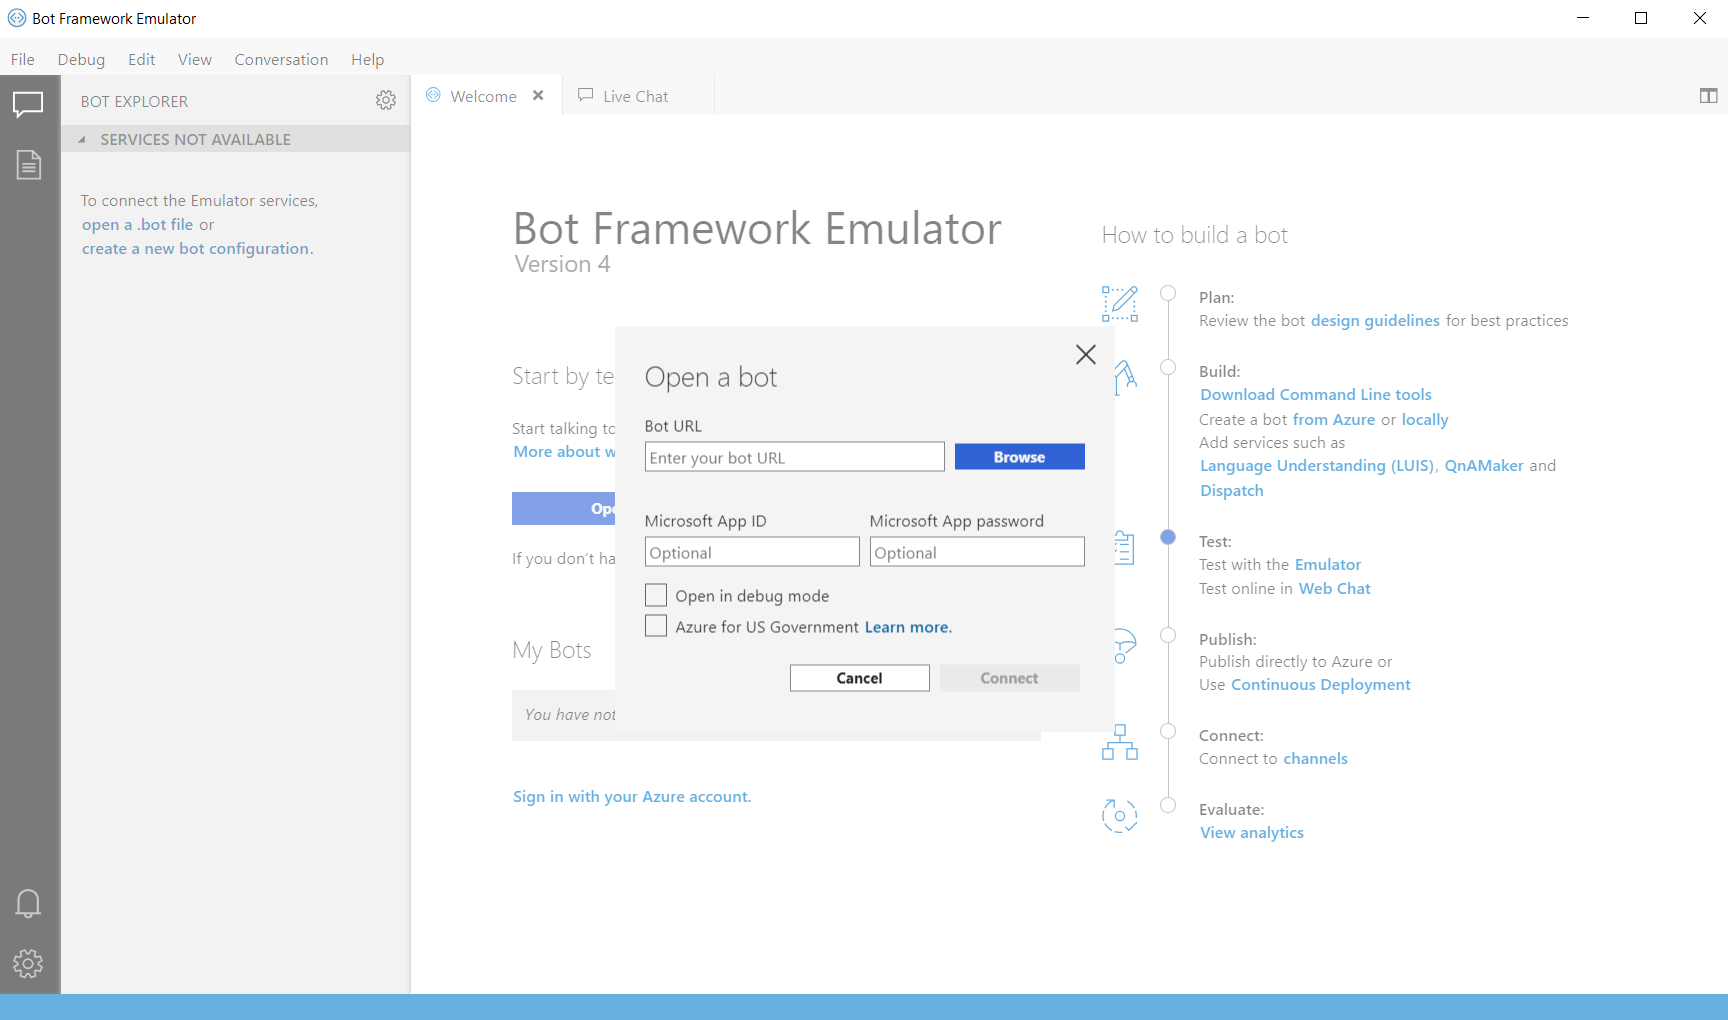 Bot Framework Emulator
File Debug Edit View Conversation Help
BOT EXPLORER
SERVICES NOT AVAILABLE
To connect the Emulator services,
open a .bot file or
create a new bot configuration.
Welcome
Live Chat
Bot Framework Emulator
Version 4
Start by te
Start talking to
More about w
Ope
If you don't ha
My Bots
You have not
Sign in with your Azure account.
Open a bot
Bot URL
Enter your bot URL Browse
Microsoft App ID Microsoft App password
Optional Optional
Open in debug mode
Azure for US Government Learn more.
Cancel Connect
How to build a bot
Plan:
Review the bot design guidelines for best practices
Build:
Download Command Line tools
Create a bot from Azure or locally
Add services such as
Language Understanding (LUIS), QnAMaker and
Dispatch
Test:
Test with the Emulator
Test online in Web Chat
Publish:
Publish directly to Azure or
Use Continuous Deployment
Connect:
Connect to channels
Evaluate:
View analytics